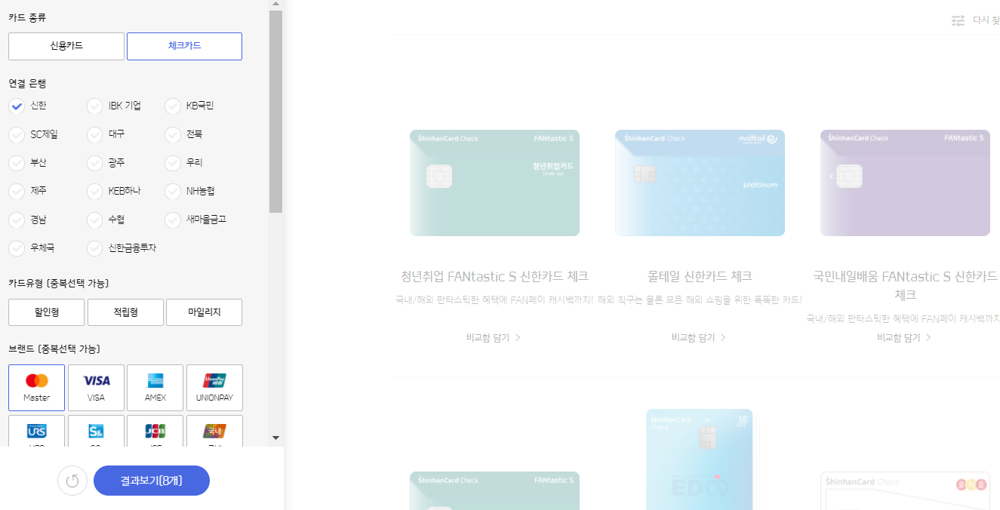 카드 종류
신용카드
체크카드
연결 은행
신한
IBK 기업
KB국민
SC제일
대구
전북
부산
광주
우리
제주
KEB하나
NH농협
경남
수협
새마을금고
우체국
신한금융투자
카드유형 (중복선택 가능)
할인형
적립형
마일리지
브랜드 (중복선택 가능)
Master
VISA
VISA
AMEX
UnionPay
UNIONPAY
URS
S&
JCB
국내
결과보기(8개)
다시 찾
ShinhanCard Check
FANtastic S
청년취업카드
청년취업 FANtastic S 신한카드 체크
국내/해외 판타스틱한 혜택에 FAN페이 캐시백까지!
비교함 담기
ShinhanCard Check
malltail
platinum
몰테일 신한카드 체크
해외 직구는 물론 모든 해외 쇼핑을 위한 똑똑한 카드!
비교함 담기
ShinhanCard Check
FANtastic S
국민내일배움 FANtastic S 신한카드
체크
국내/해외 판타스틱한 혜택에 FAN페이 캐시백까지
비교함 담기
ShinhanCard Check
FANtastic S
ShinhanCard
Check
EDM
ShinhanCard Check
요기요